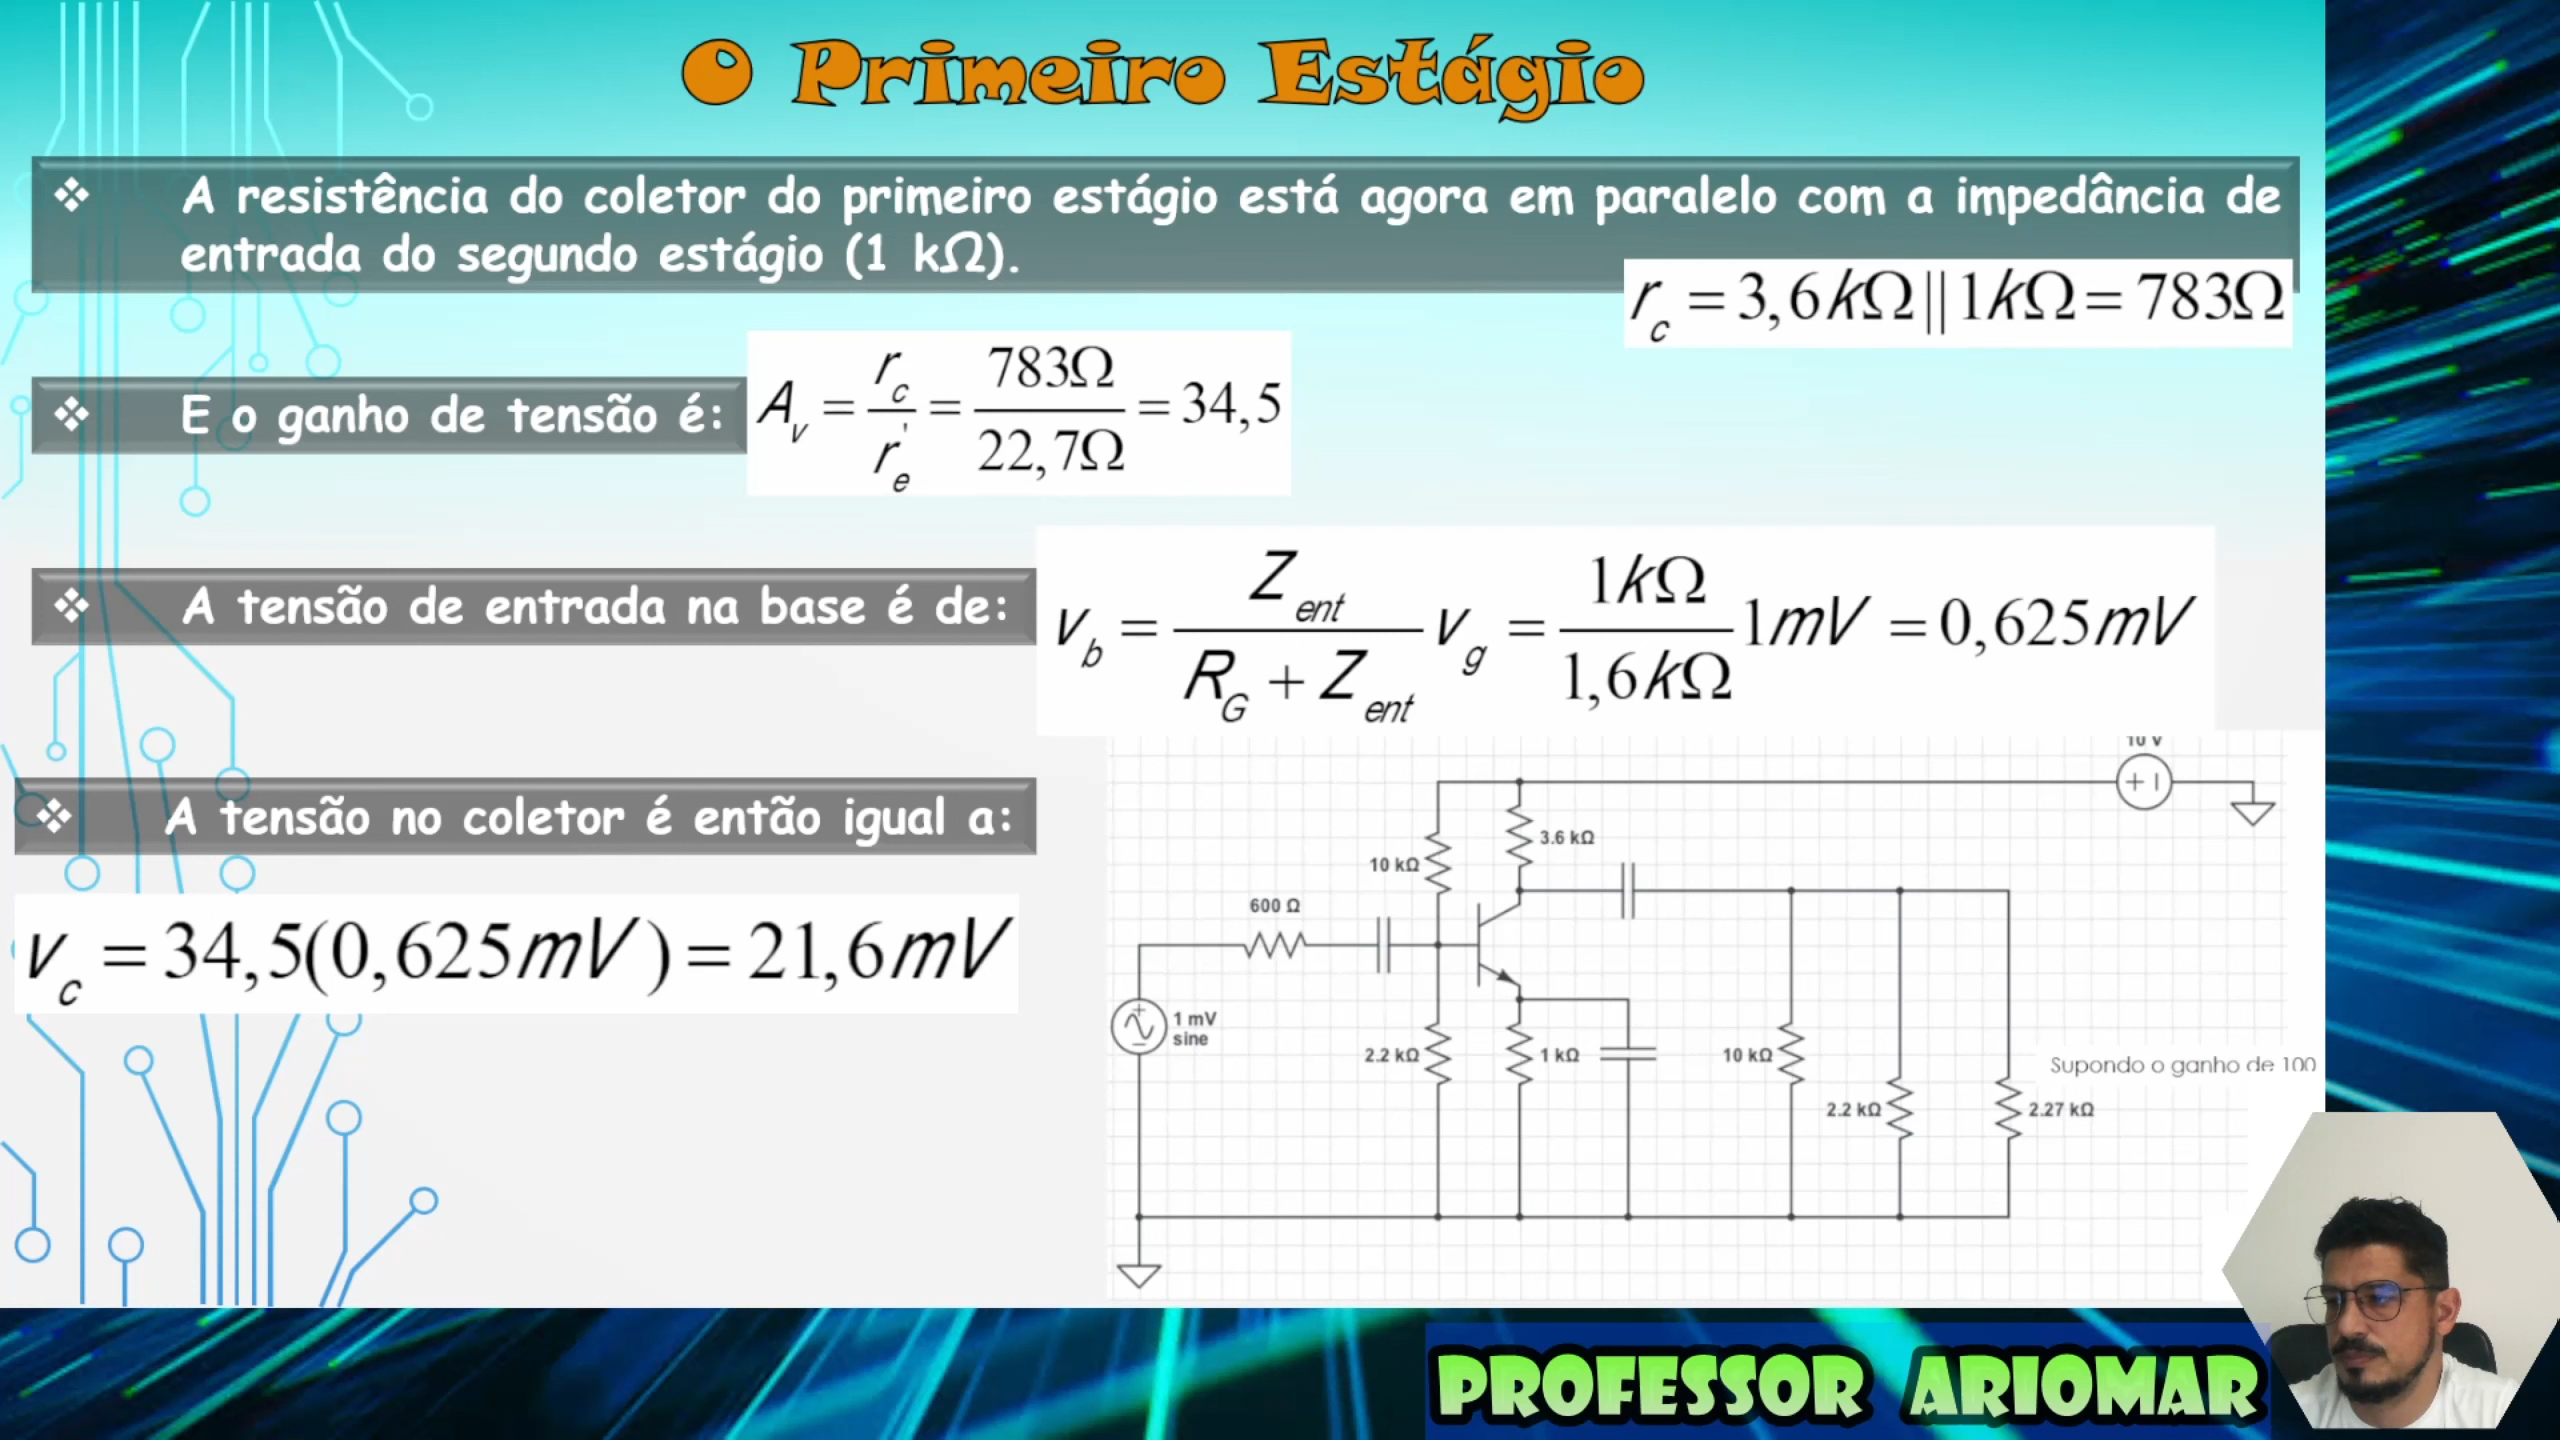 O Primeiro Estágio
❖ A resistência do coletor do primeiro estágio está agora em paralelo com a impedância de
entrada do segundo estágio (1 kΩ).
r_c = 3,6kΩ || 1kΩ = 783Ω
❖ E o ganho de tensão é:
A_v = r_c / r'_e = 783Ω / 22,7Ω = 34,5
❖ A tensão de entrada na base é de:
v_b = Z_ent / (R_G + Z_ent) v_g = 1kΩ / 1,6kΩ 1mV = 0,625mV
❖ A tensão no coletor é então igual a:
v_c = 34,5(0,625mV) = 21,6mV
10 V
3.6 kΩ
10 kΩ
600 Ω
1 mV
sine
2.2 kΩ
1 kΩ
10 kΩ
2.2 kΩ
2.27 kΩ
Supondo o ganho de 100
PROFESSOR ARIOMAR